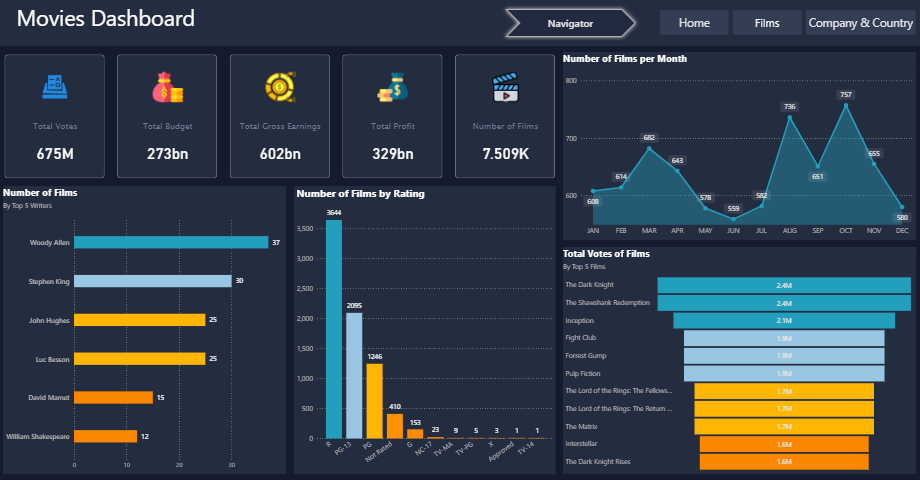 Movies Dashboard
Navigator
Home
Films
Company & Country
Total Votes
675M
Total Budget
273bn
Total Gross Earnings
602bn
Total Profit
329bn
Number of Films
7.509K
Number of Films per Month
800
700
600
608
614
682
643
578
559
582
736
651
757
655
580
JAN FEB MAR APR MAY JUN JUL AUG SEP OCT NOV DEC
Number of Films
By Top 5 Writers
Woody Allen 37
Stephen King 30
John Hughes 25
Luc Besson 25
David Mamet 15
William Shakespeare 12
0 10 20 30
Number of Films by Rating
3,500
3,000
2,500
2,000
1,500
1,000
500
0
3644
2095
1246
410
153
23
9
5
3
1
1
R PG-13 PG Not Rated G NC-17 TV-MA TV-PG X Approved TV-14
Total Votes of Films
By Top 5 Films
The Dark Knight 2.4M
The Shawshank Redemption 2.4M
Inception 2.1M
Fight Club 1.9M
Forrest Gump 1.9M
Pulp Fiction 1.9M
The Lord of the Rings: The Fellows... 1.7M
The Lord of the Rings: The Return ... 1.7M
The Matrix 1.7M
Interstellar 1.6M
The Dark Knight Rises 1.6M